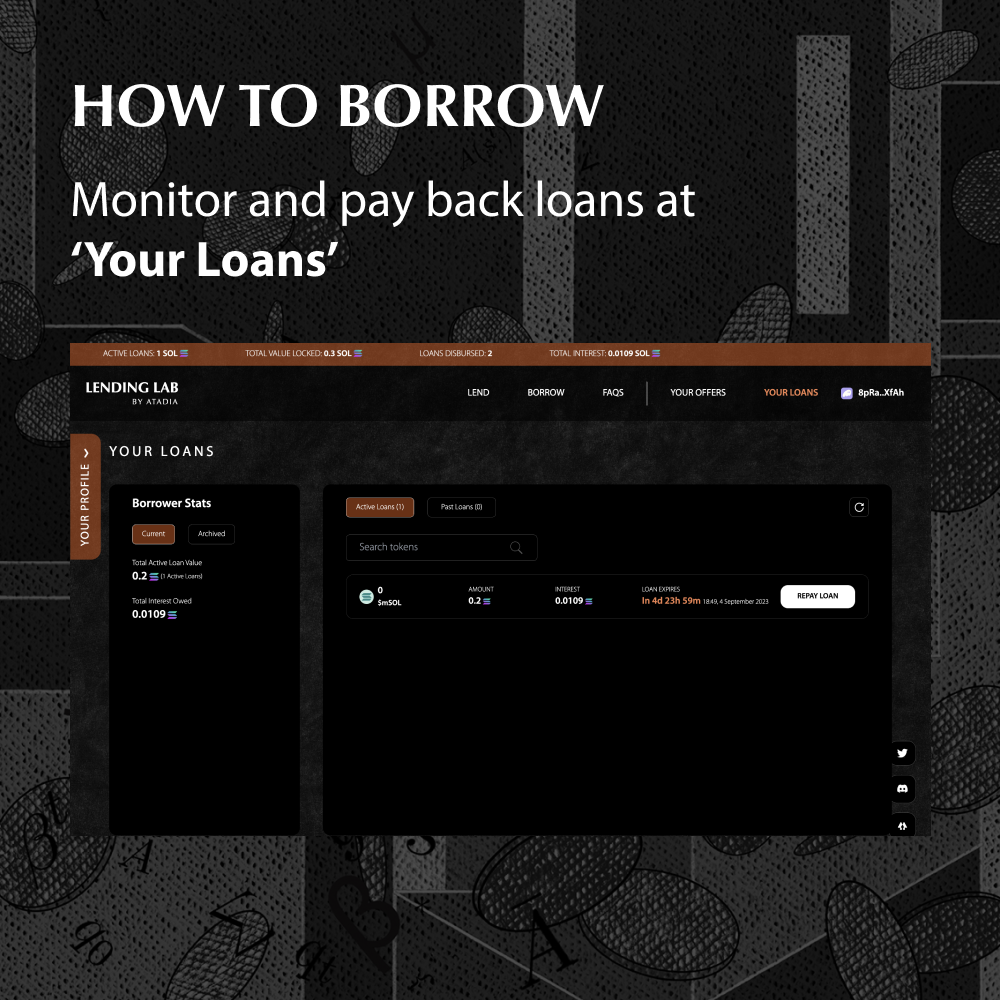 HOW TO BORROW
Monitor and pay back loans at
‘Your Loans’
ACTIVE LOANS: 1 SOL TOTAL VALUE LOCKED: 0.3 SOL LOANS DISBURSED: 2 TOTAL INTEREST: 0.0109 SOL
LENDING LAB
BY ATADIA
LEND BORROW FAQS YOUR OFFERS YOUR LOANS 8pRa..XfAh
YOUR PROFILE
YOUR LOANS
Borrower Stats
Current Archived
Total Active Loan Value
0.2 (1 Active Loans)
Total Interest Owed
0.0109
Active Loans (1) Past Loans (0)
Search tokens
0
$mSOL
AMOUNT
0.2
INTEREST
0.0109
LOAN EXPIRES
In 4d 23h 59m 18:49, 4 September 2023
REPAY LOAN
β
A
β
A